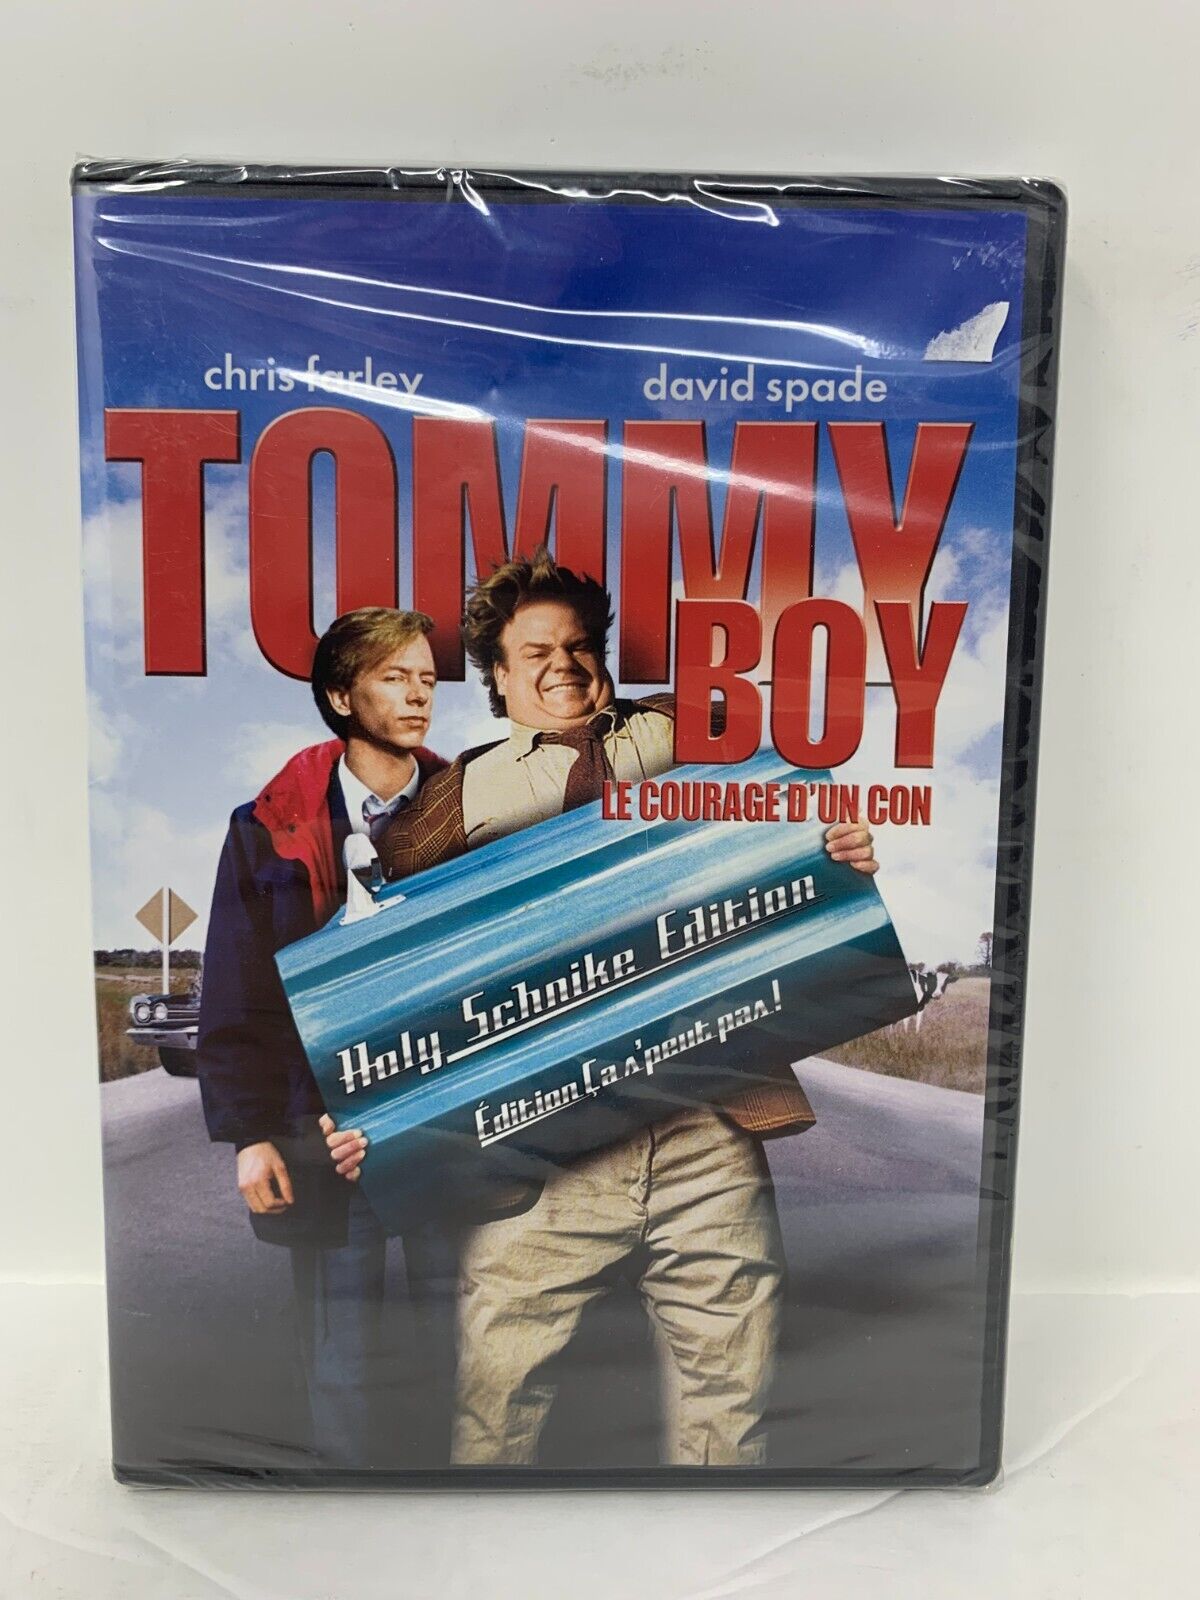 chris farley
david spade
TOMMY
BOY
LE COURAGE D'UN CON
Holy Schnike Edition
Édition Ça s'peut pas!